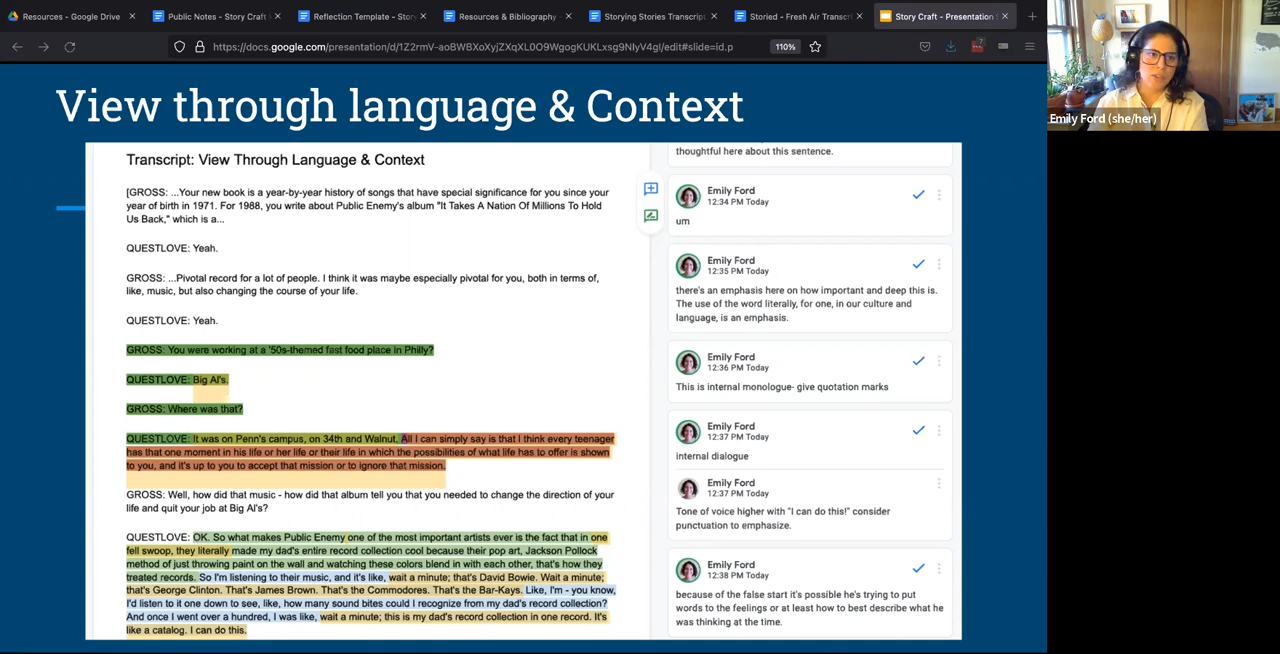 Resources - Google Drive
Public Notes - Story Craft
Reflection Template - Story
Resources & Bibliography -
Storying Stories Transcript
Storied - Fresh Air Transcri
Story Craft - Presentation S
https://docs.google.com/presentation/d/1Z2rmV-aoBWBXoXyjZXqXL0O9WgogKUKLxsg9NIyV4gI/edit#slide=id.p
110%
View through language & Context
Transcript: View Through Language & Context
[GROSS: ...Your new book is a year-by-year history of songs that have special significance for you since your
year of birth in 1971. For 1988, you write about Public Enemy's album "It Takes A Nation Of Millions To Hold
Us Back," which is a...
QUESTLOVE: Yeah.
GROSS: ...Pivotal record for a lot of people. I think it was maybe especially pivotal for you, both in terms of,
like, music, but also changing the course of your life.
QUESTLOVE: Yeah.
GROSS: You were working at a '50s-themed fast food place in Philly?
QUESTLOVE: Big Al's.
GROSS: Where was that?
QUESTLOVE: It was on Penn's campus, on 34th and Walnut. All I can simply say is that I think every teenager
has that one moment in his life or her life or their life in which the possibilities of what life has to offer is shown
to you, and it's up to you to accept that mission or to ignore that mission.
GROSS: Well, how did that music - how did that album tell you that you needed to change the direction of your
life and quit your job at Big Al's?
QUESTLOVE: OK. So what makes Public Enemy one of the most important artists ever is the fact that in one
fell swoop, they literally made my dad's entire record collection cool because their pop art, Jackson Pollock
method of just throwing paint on the wall and watching these colors blend in with each other, that's how they
treated records. So I'm listening to their music, and it's like, wait a minute; that's David Bowie. Wait a minute;
that's George Clinton. That's James Brown. That's the Commodores. That's the Bar-Kays. Like, I'm - you know,
I'd listen to it one down to see, like, how many sound bites could I recognize from my dad's record collection?
And once I went over a hundred, I was like, wait a minute; this is my dad's record collection in one record. It's
like a catalog. I can do this.
thoughtful here about this sentence.
Emily Ford
12:34 PM Today
um
Emily Ford
12:35 PM Today
there's an emphasis here on how important and deep this is.
The use of the word literally, for one, in our culture and
language, is an emphasis.
Emily Ford
12:36 PM Today
This is internal monologue- give quotation marks
Emily Ford
12:37 PM Today
internal dialogue
Emily Ford
12:37 PM Today
Tone of voice higher with "I can do this!" consider
punctuation to emphasize.
Emily Ford
12:38 PM Today
because of the false start it's possible he's trying to put
words to the feelings or at least how to best describe what he
was thinking at the time.
Emily Ford (she/her)